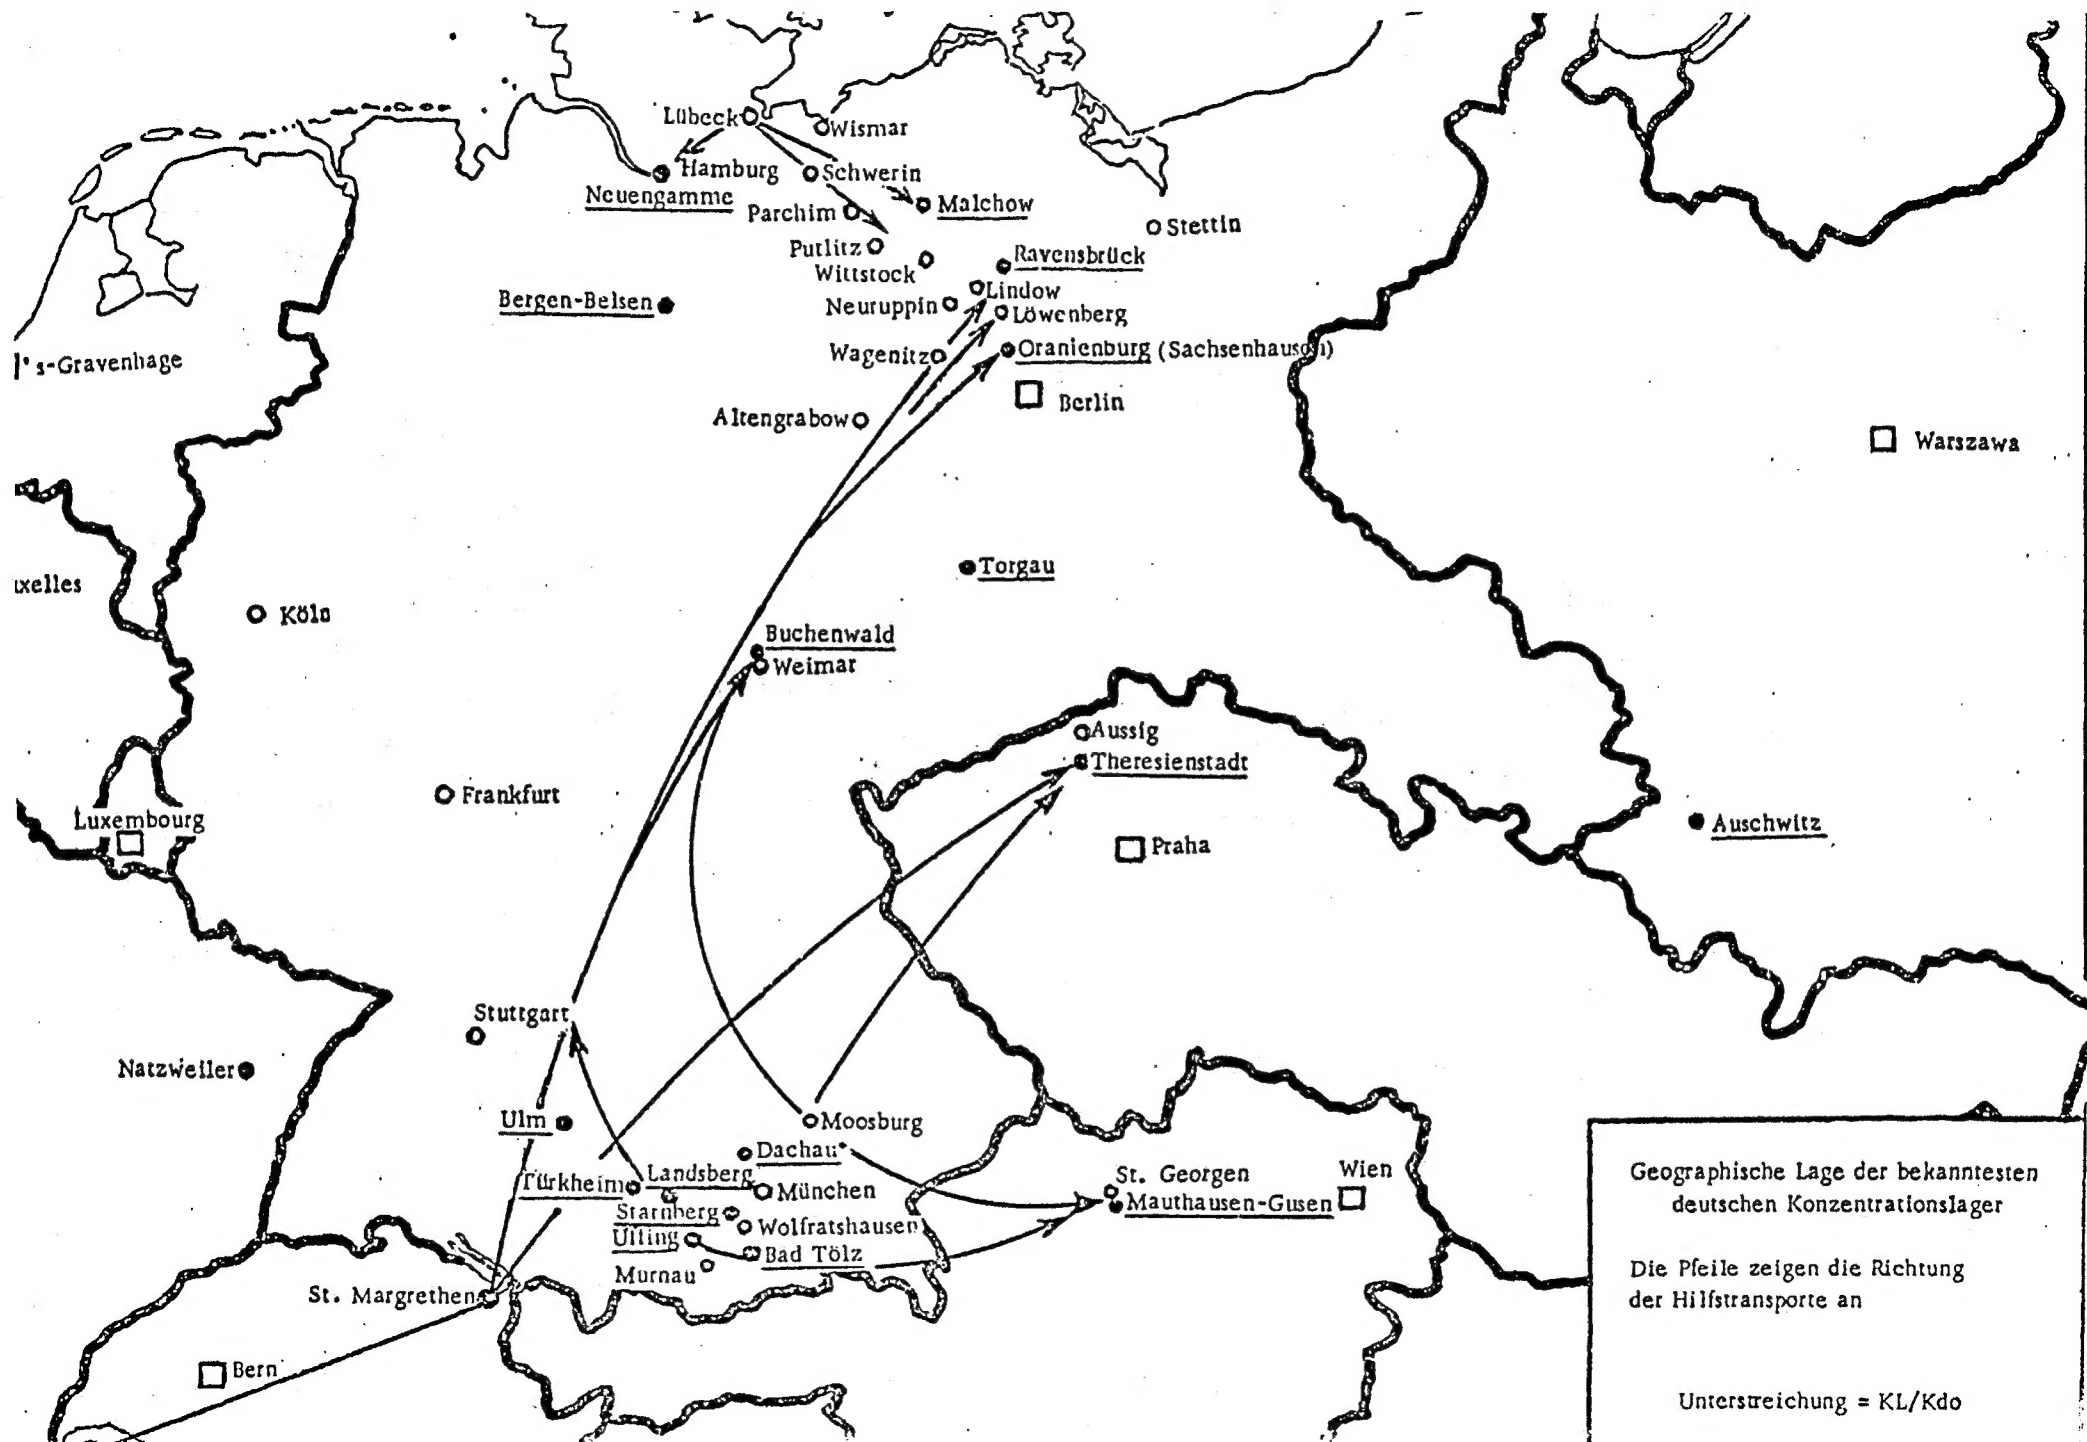 Lübeck
Wismar
Hamburg
Schwerin
Neuengamme
Malchow
Parchim
Stettin
Putlitz
Wittstock
Ravensbrück
Lindow
Bergen-Belsen
Neuruppin
Löwenberg
's-Gravenhage
Wagenitz
Oranienburg (Sachsenhausen)
Berlin
Altengrabow
Warszawa
Torgau
xelles
Köln
Buchenwald
Weimar
Aussig
Theresienstadt
Frankfurt
Luxembourg
Auschwitz
Praha
Stuttgart
Natzweiler
Ulm
Moosburg
Dachau
Türkheim
Landsberg
München
St. Georgen
Mauthausen-Gusen
Wien
Starnberg
Wolfratshausen
Uffing
Bad Tölz
Murnau
St. Margrethen
Bern
Geographische Lage der bekanntesten
deutschen Konzentrationslager
Die Pfeile zeigen die Richtung
der Hilfstransporte an
Unterstreichung = KL/Kdo